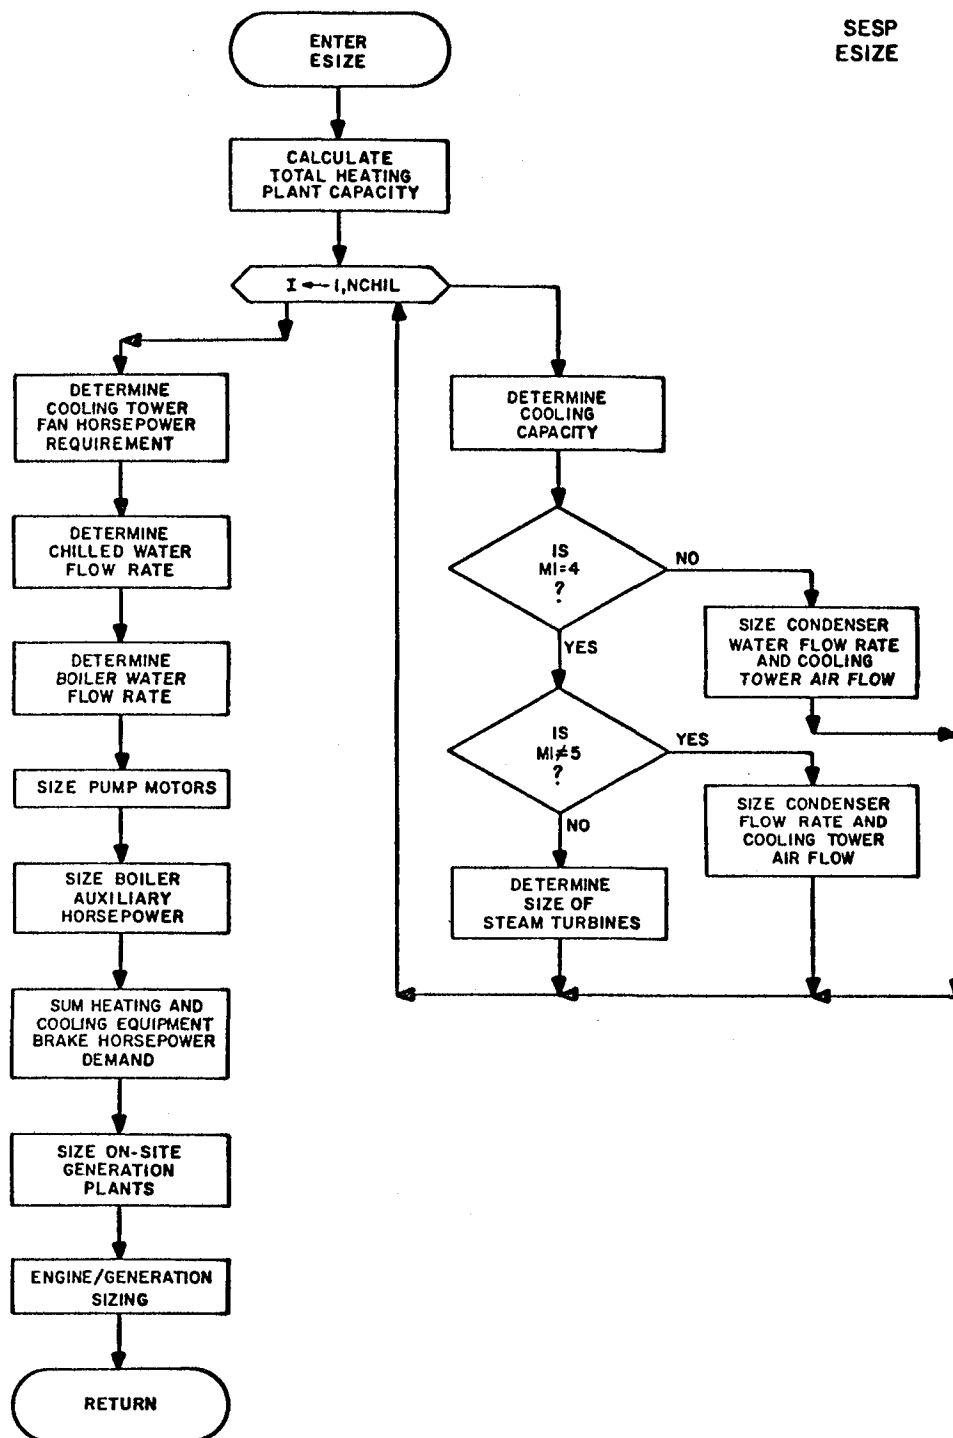 SESP
ESIZE
ENTER
ESIZE
CALCULATE
TOTAL HEATING
PLANT CAPACITY
I ← 1,NCHIL
DETERMINE
COOLING TOWER
FAN HORSEPOWER
REQUIREMENT
DETERMINE
CHILLED WATER
FLOW RATE
DETERMINE
BOILER WATER
FLOW RATE
SIZE PUMP MOTORS
SIZE BOILER
AUXILIARY
HORSEPOWER
SUM HEATING AND
COOLING EQUIPMENT
BRAKE HORSEPOWER
DEMAND
SIZE ON-SITE
GENERATION
PLANTS
ENGINE/GENERATION
SIZING
RETURN
DETERMINE
COOLING
CAPACITY
IS
MI=4
?
NO
YES
SIZE CONDENSER
WATER FLOW RATE
AND COOLING
TOWER AIR FLOW
IS
MI≠5
?
YES
NO
SIZE CONDENSER
FLOW RATE AND
COOLING TOWER
AIR FLOW
DETERMINE
SIZE OF
STEAM TURBINES